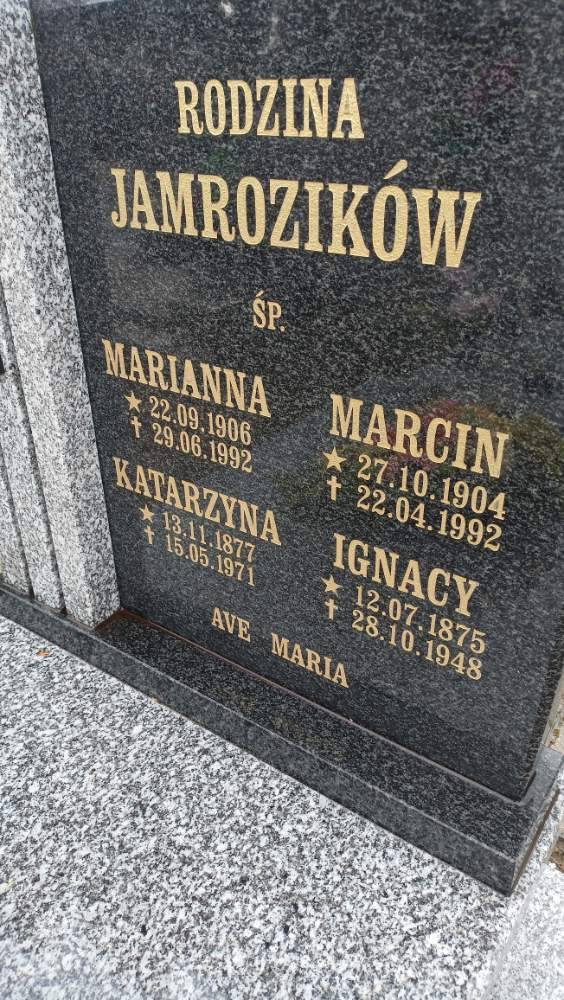 RODZINA
JAMROZIKÓW
ŚP.
MARIANNA
★ 22.09.1906
† 29.06.1992
MARCIN
★ 27.10.1904
† 22.04.1992
KATARZYNA
★ 13.11.1877
† 15.05.1971
IGNACY
★ 12.07.1875
† 28.10.1948
AVE MARIA